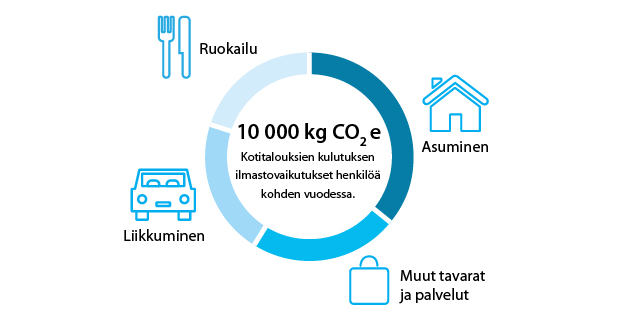 Ruokailu
10 000 kg CO₂ e
Kotitalouksien kulutuksen
ilmastovaikutukset henkilöä
kohden vuodessa.
Asuminen
Liikkuminen
Muut tavarat
ja palvelut